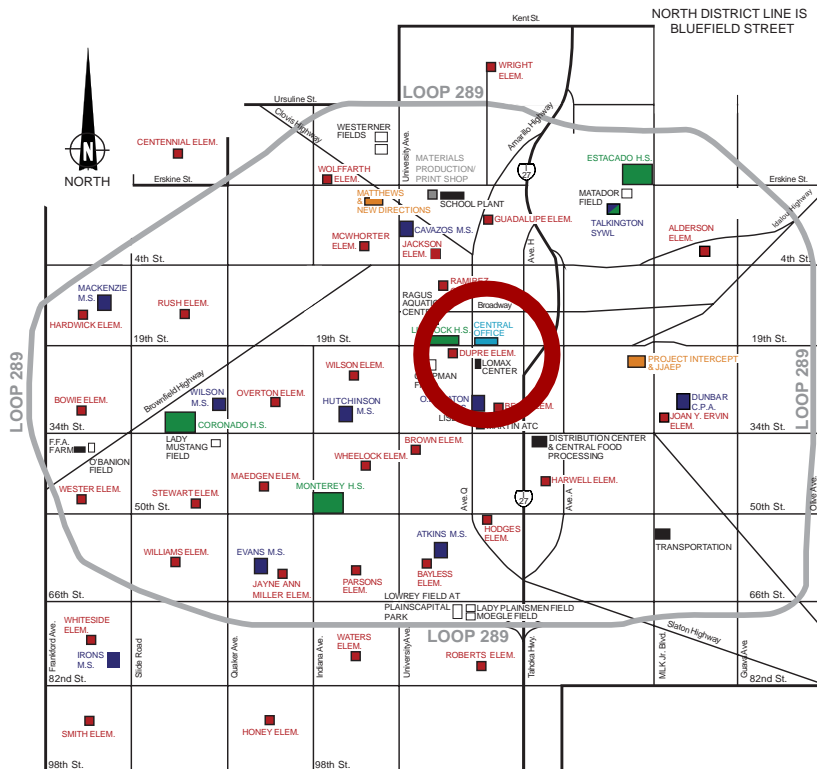 NORTH DISTRICT LINE IS
BLUEFIELD STREET
Kent St.
WRIGHT
ELEM.
LOOP 289
Ursuline St.
Clovis Highway
WESTERNER
FIELDS
University Ave.
Amarillo Highway
N
NORTH
CENTENNIAL ELEM.
ESTACADO H.S.
MATERIALS
PRODUCTION/
PRINT SHOP
I
27
WOLFFARTH
ELEM.
Erskine St.
Erskine St.
MATTHEWS
&
NEW DIRECTIONS
SCHOOL PLANT
MATADOR
FIELD
Idalou Highway
GUADALUPE ELEM.
TALKINGTON
SYWL
CAVAZOS M.S.
ALDERSON
ELEM.
MCWHORTER
ELEM.
JACKSON
ELEM.
Ave. H
4th St.
4th St.
MACKENZIE
M.S.
RUSH ELEM.
RAGUS
Broadway
HARDWICK ELEM.
19th St.
19th St.
19th St.
CENTRAL
OFFICE
DUPRE ELEM.
LOMAX
CENTER
PROJECT INTERCEPT
& JJAEP
LOOP 289
LOOP 289
Brownfield Highway
WILSON ELEM.
WILSON
M.S.
OVERTON ELEM.
HUTCHINSON
M.S.
BOWIE ELEM.
DUNBAR
C.P.A.
JOAN Y. ERVIN
ELEM.
34th St.
CORONADO H.S.
34th St.
F.F.A.
FARM
O'BANION
FIELD
LADY
MUSTANG
FIELD
BROWN ELEM.
WHEELOCK ELEM.
DISTRIBUTION CENTER
& CENTRAL FOOD
PROCESSING
WESTER ELEM.
STEWART ELEM.
MAEDGEN ELEM.
MONTEREY H.S.
HARWELL ELEM.
Ave. Q
I
27
Ave. A
Olive Ave.
50th St.
50th St.
HODGES
ELEM.
ATKINS M.S.
TRANSPORTATION
WILLIAMS ELEM.
EVANS M.S.
JAYNE ANN
MILLER ELEM.
PARSONS
ELEM.
BAYLESS
ELEM.
66th St.
66th St.
LOWREY FIELD AT
PLAINSCAPITAL
PARK
LADY PLAINSMEN FIELD
MOEGLE FIELD
LOOP 289
Slaton Highway
WHITESIDE
ELEM.
IRONS
M.S.
Frankford Ave.
Slide Road
Quaker Ave.
Indiana Ave.
WATERS
ELEM.
University Ave.
ROBERTS ELEM.
Tahoka Hwy.
MLK Jr. Blvd.
Guava Ave.
82nd St.
82nd St.
SMITH ELEM.
HONEY ELEM.
98th St.
98th St.